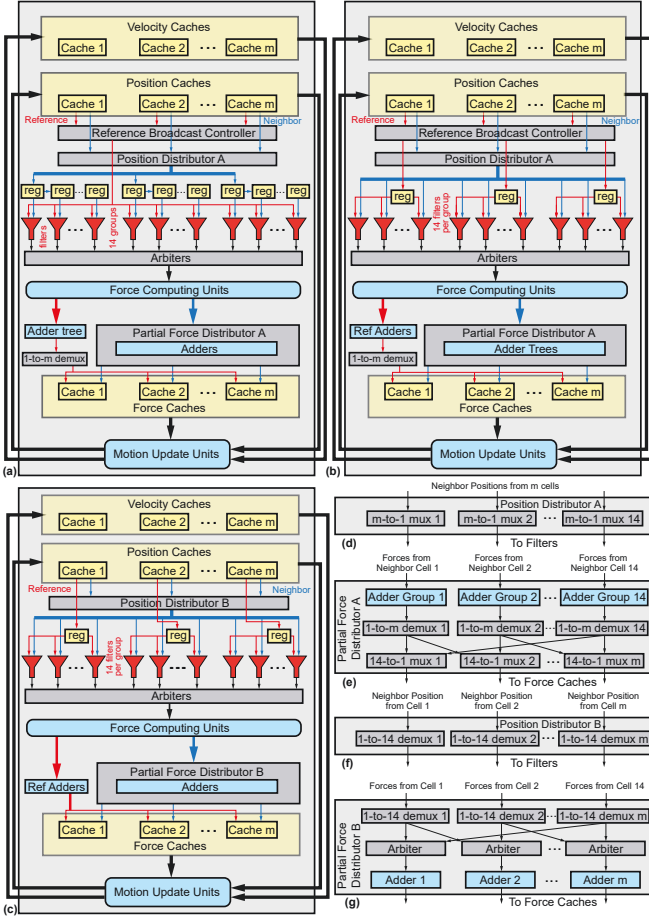 Velocity Caches
Cache 1 Cache 2 ... Cache m
Position Caches
Cache 1 Cache 2 ... Cache m
Reference Neighbor
Reference Broadcast Controller
Position Distributor A
reg reg ... reg reg reg ... reg reg reg ... reg
filters 14 groups
Arbiters
Force Computing Units
Adder tree
Partial Force Distributor A
Adders
1-to-m demux
Cache 1 Cache 2 ... Cache m
Force Caches
Motion Update Units
(a)
Velocity Caches
Cache 1 Cache 2 ... Cache m
Position Caches
Cache 1 Cache 2 ... Cache m
Reference Neighbor
Reference Broadcast Controller
Position Distributor A
reg reg reg
14 filters
per group
Arbiters
Force Computing Units
Ref Adders
Partial Force Distributor A
Adder Trees
1-to-m demux
Cache 1 Cache 2 ... Cache m
Force Caches
Motion Update Units
(b)
Velocity Caches
Cache 1 Cache 2 ... Cache m
Position Caches
Cache 1 Cache 2 ... Cache m
Reference Neighbor
Position Distributor B
reg reg reg
14 filters
per group
Arbiters
Force Computing Units
Ref Adders
Partial Force Distributor B
Adders
Cache 1 Cache 2 ... Cache m
Force Caches
Motion Update Units
(c)
Neighbor Positions from m cells
Position Distributor A
m-to-1 mux 1 m-to-1 mux 2 ... m-to-1 mux 14
(d) To Filters
Forces from Forces from Forces from
Neighbor Cell 1 Neighbor Cell 2 Neighbor Cell 14
Partial Force
Distributor A
Adder Group 1 Adder Group 2 ... Adder Group 14
1-to-m demux 1 1-to-m demux 2 ... 1-to-m demux 14
14-to-1 mux 1 14-to-1 mux 2 ... 14-to-1 mux m
(e) To Force Caches
Neighbor Position Neighbor Position Neighbor Position
from Cell 1 from Cell 2 from Cell m
Position Distributor B
1-to-14 demux 1 1-to-14 demux 2 ... 1-to-14 demux m
(f) To Filters
Forces from Cell 1 Forces from Cell 2 Forces from Cell 14
Partial Force
Distributor B
1-to-14 demux 1 1-to-14 demux 2 ... 1-to-14 demux m
Arbiter Arbiter ... Arbiter
Adder 1 Adder 2 ... Adder m
(g) To Force Caches